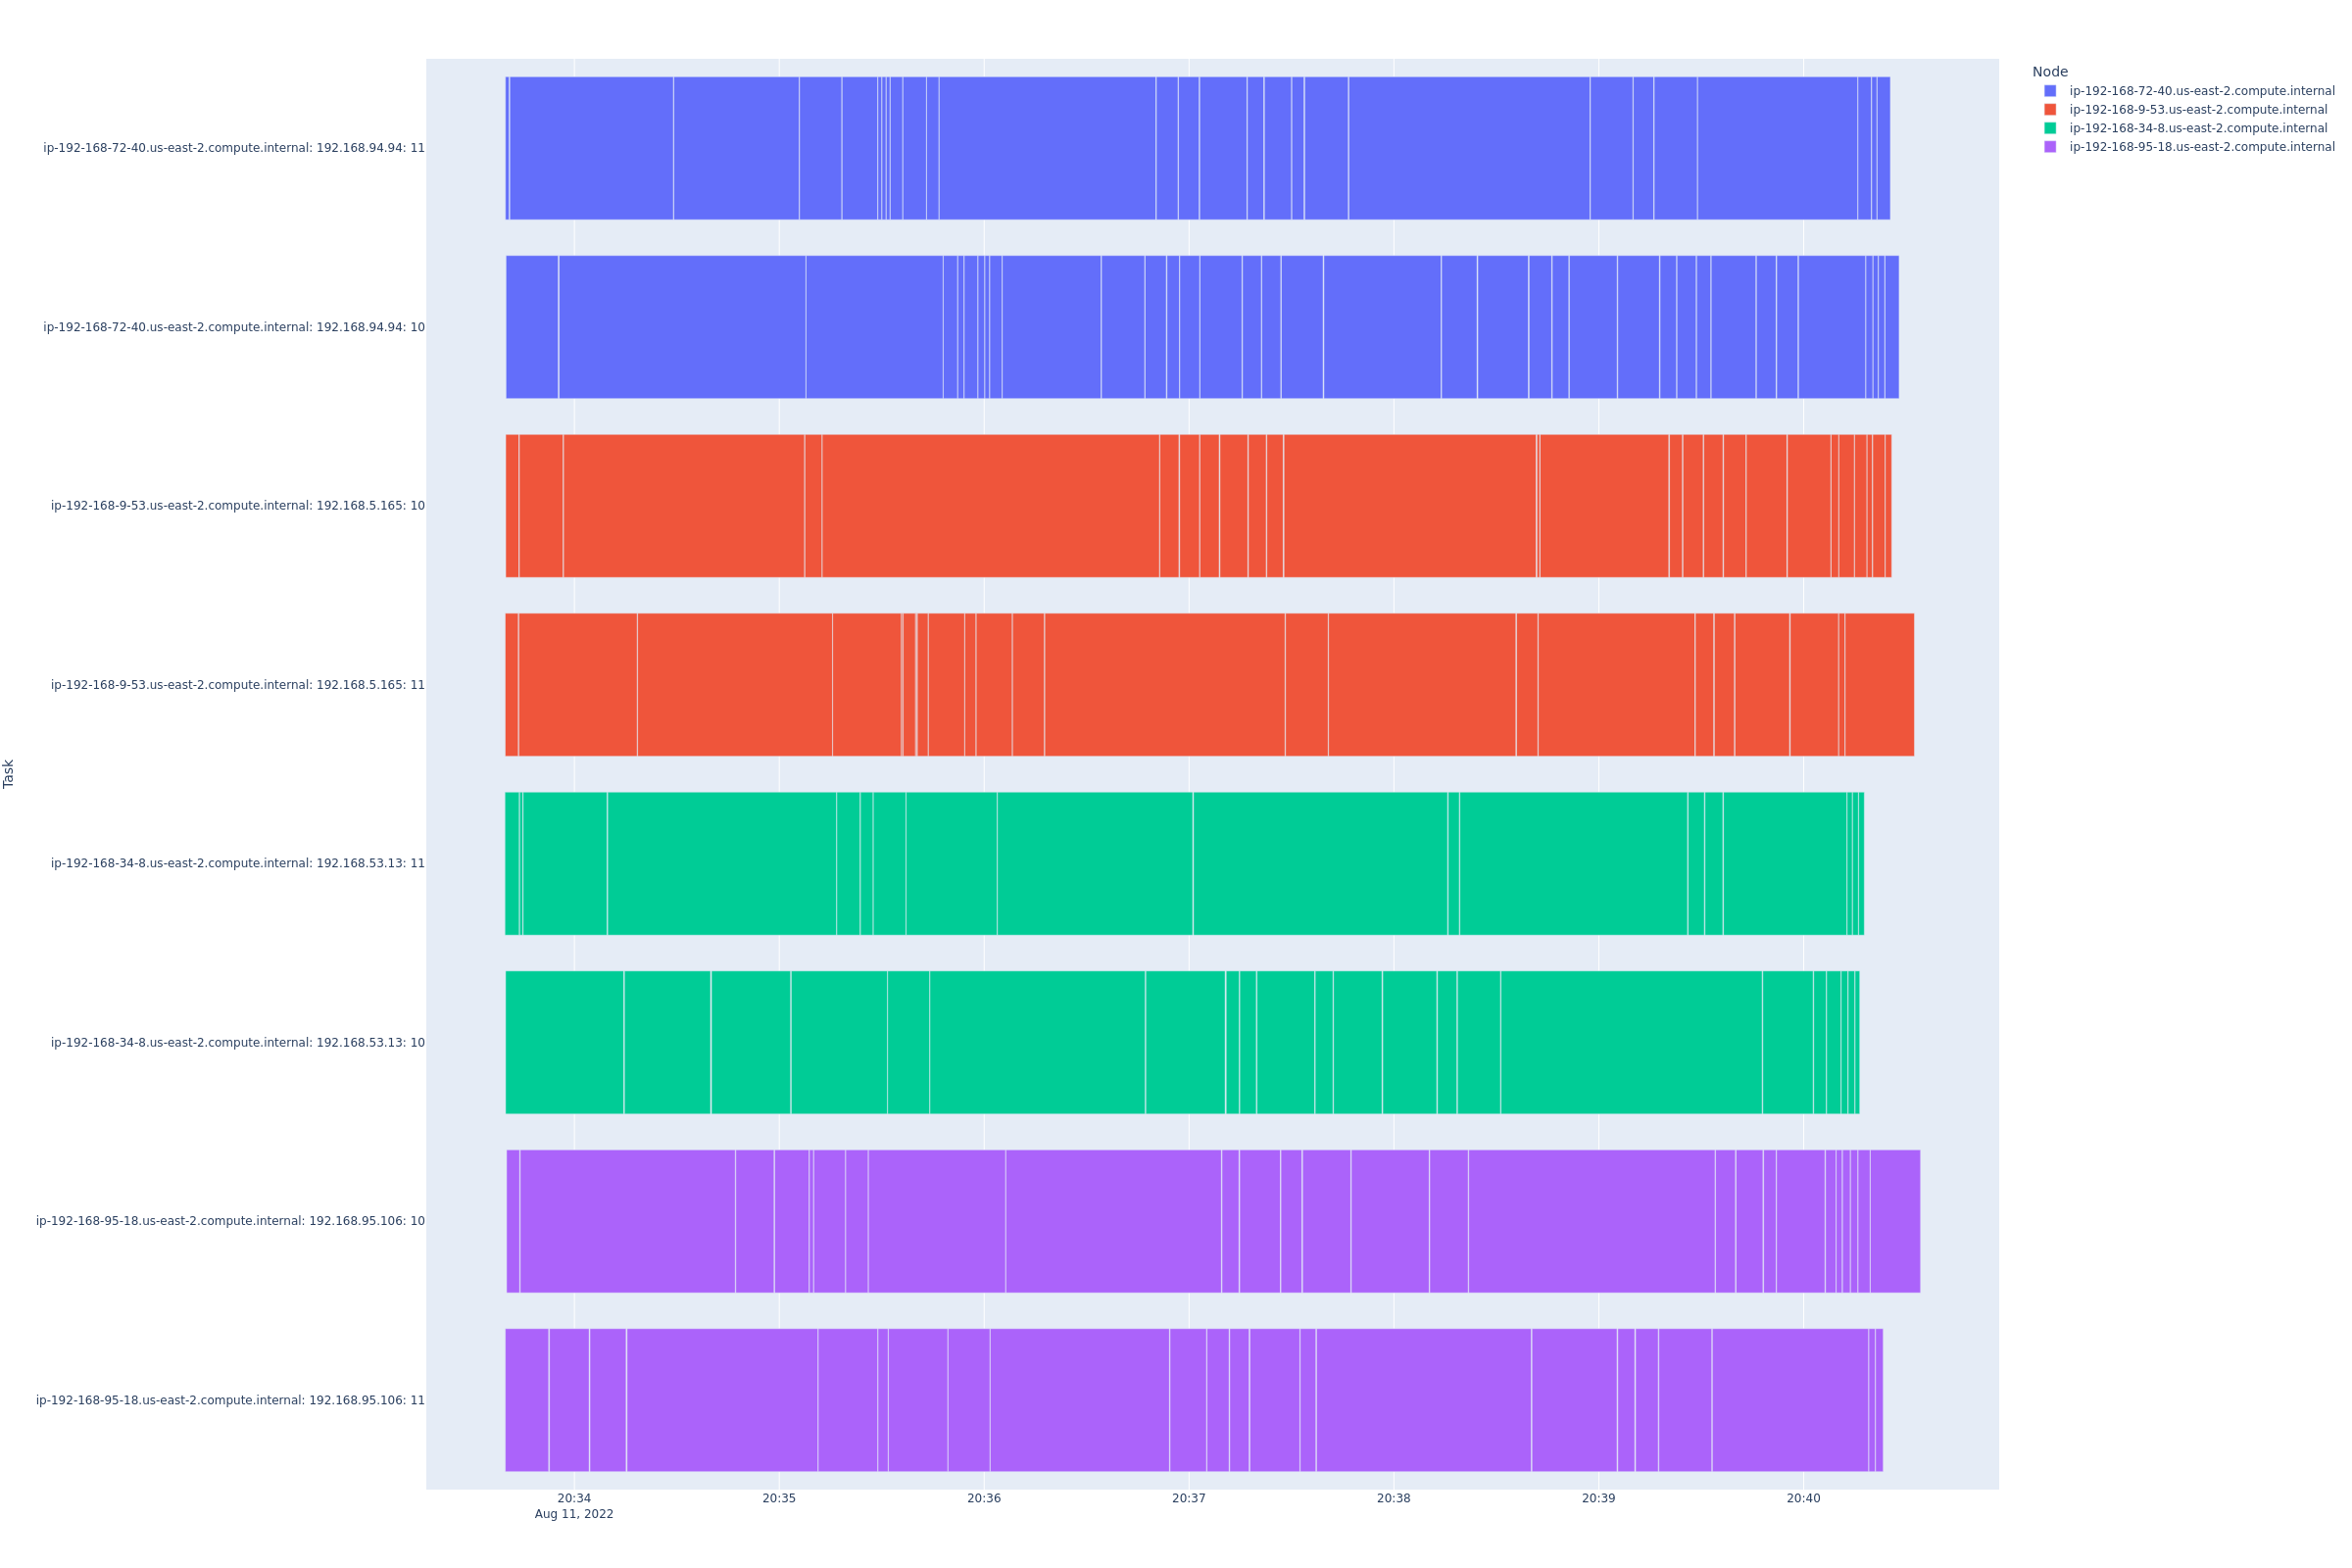 Node
ip-192-168-72-40.us-east-2.compute.internal
ip-192-168-9-53.us-east-2.compute.internal
ip-192-168-34-8.us-east-2.compute.internal
ip-192-168-95-18.us-east-2.compute.internal
ip-192-168-72-40.us-east-2.compute.internal: 192.168.94.94: 11
ip-192-168-72-40.us-east-2.compute.internal: 192.168.94.94: 10
ip-192-168-9-53.us-east-2.compute.internal: 192.168.5.165: 10
ip-192-168-9-53.us-east-2.compute.internal: 192.168.5.165: 11
Task
ip-192-168-34-8.us-east-2.compute.internal: 192.168.53.13: 11
ip-192-168-34-8.us-east-2.compute.internal: 192.168.53.13: 10
ip-192-168-95-18.us-east-2.compute.internal: 192.168.95.106: 10
ip-192-168-95-18.us-east-2.compute.internal: 192.168.95.106: 11
20:34 20:35 20:36 20:37 20:38 20:39 20:40
Aug 11, 2022